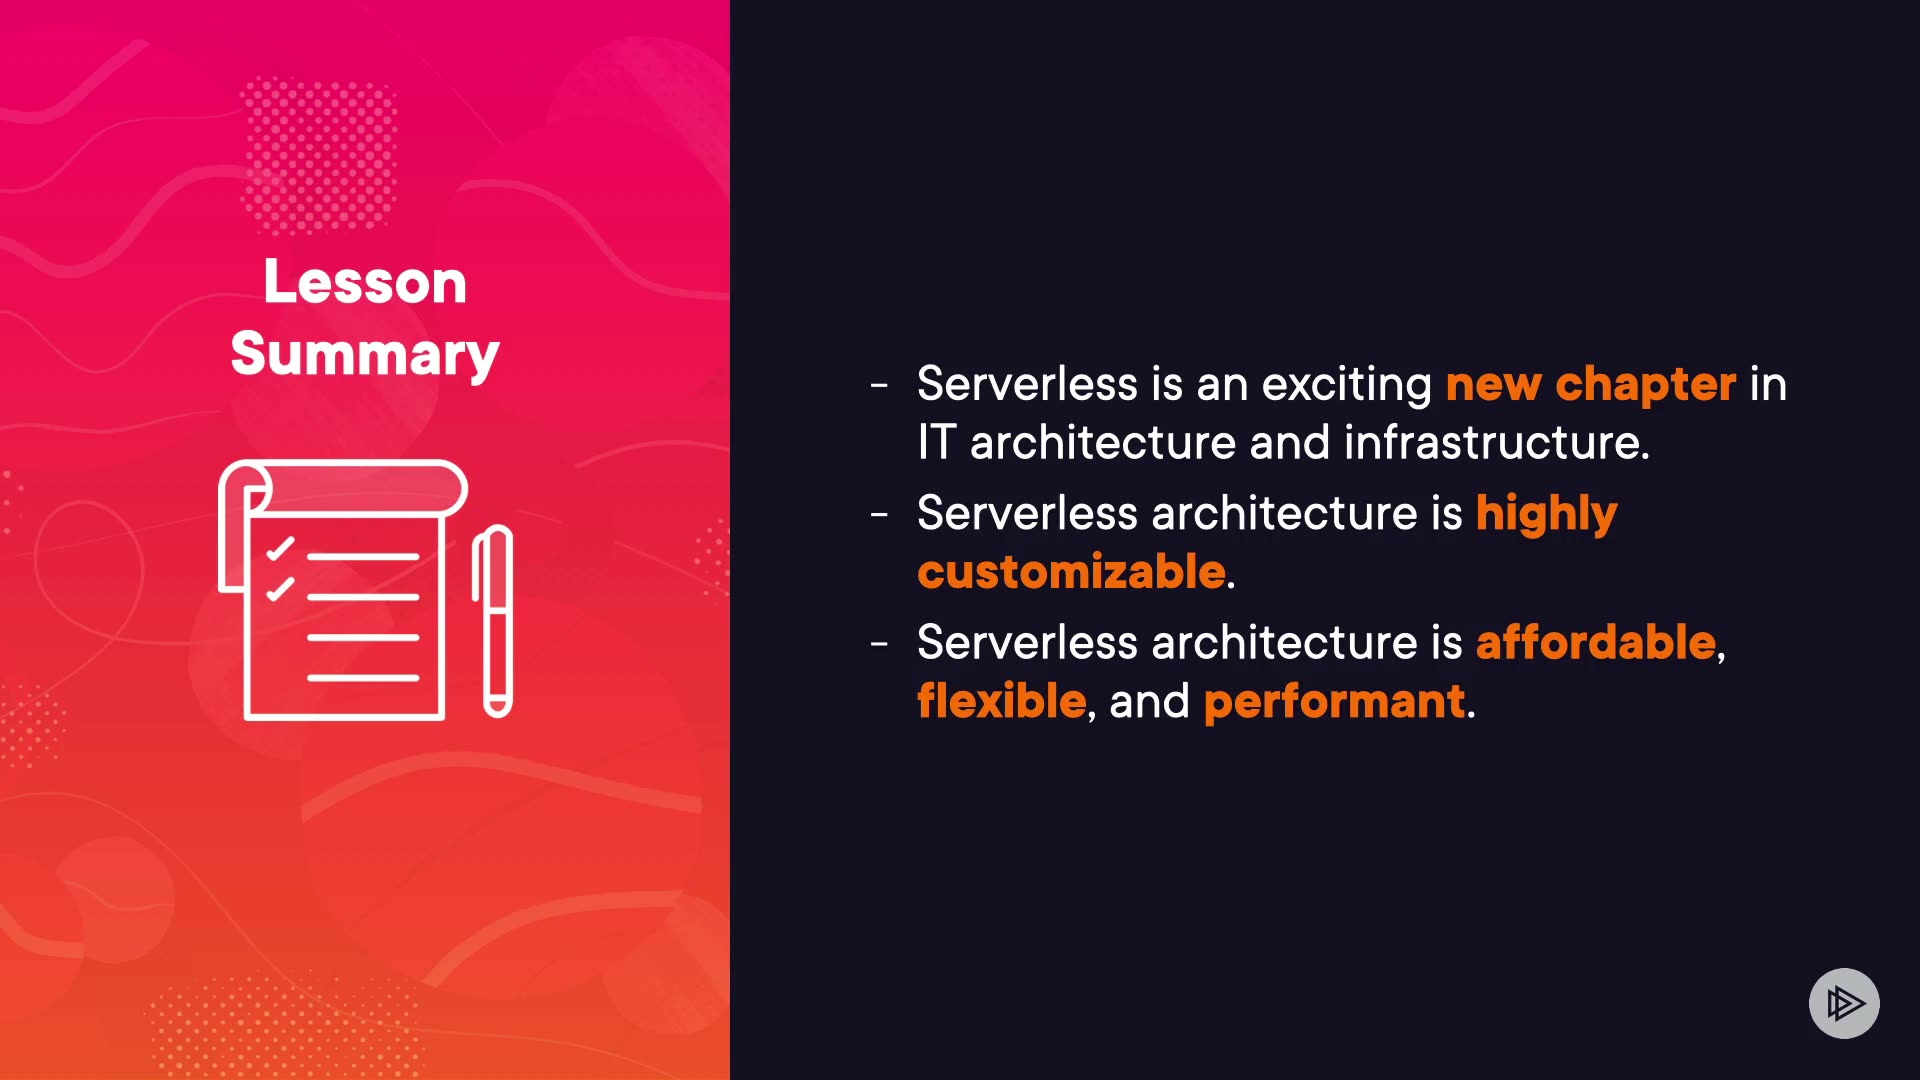 Lesson
Summary
- Serverless is an exciting new chapter in
IT architecture and infrastructure.
- Serverless architecture is highly
customizable.
- Serverless architecture is affordable,
flexible, and performant.